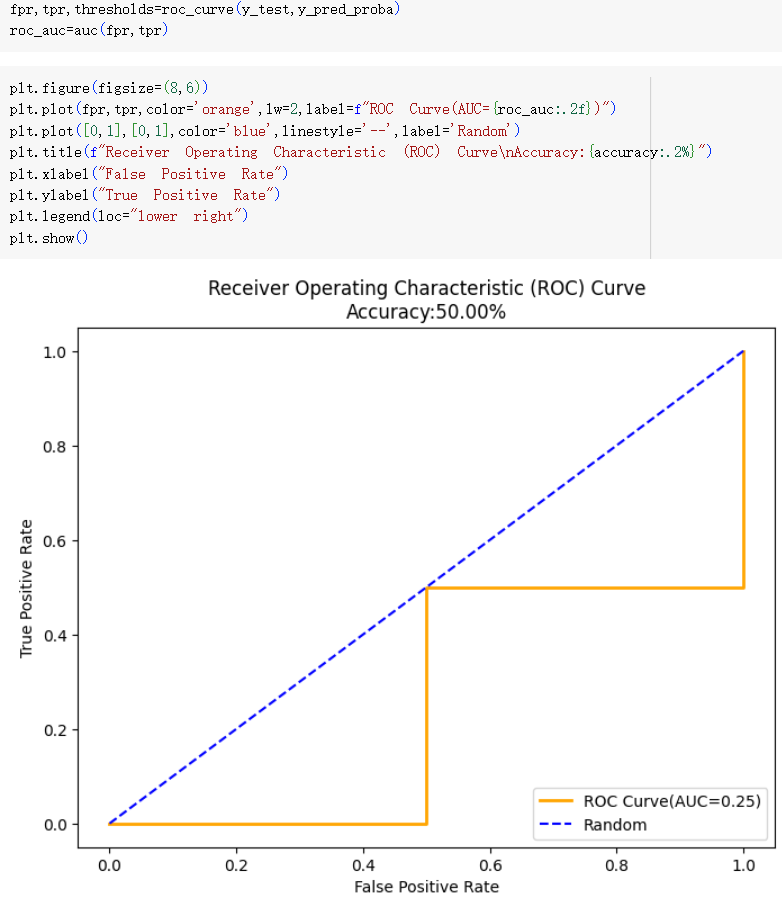 fpr,tpr,thresholds=roc_curve(y_test,y_pred_proba)
roc_auc=auc(fpr,tpr)
plt.figure(figsize=(8,6))
plt.plot(fpr,tpr,color='orange',lw=2,label=f"ROC Curve(AUC={roc_auc:.2f})")
plt.plot([0,1],[0,1],color='blue',linestyle='--',label='Random')
plt.title(f"Receiver Operating Characteristic (ROC) Curve\nAccuracy:{accuracy:.2%}")
plt.xlabel("False Positive Rate")
plt.ylabel("True Positive Rate")
plt.legend(loc="lower right")
plt.show()
Receiver Operating Characteristic (ROC) Curve
Accuracy:50.00%
True Positive Rate
1.0
0.8
0.6
0.4
0.2
0.0
ROC Curve(AUC=0.25)
Random
0.0 0.2 0.4 0.6 0.8 1.0
False Positive Rate